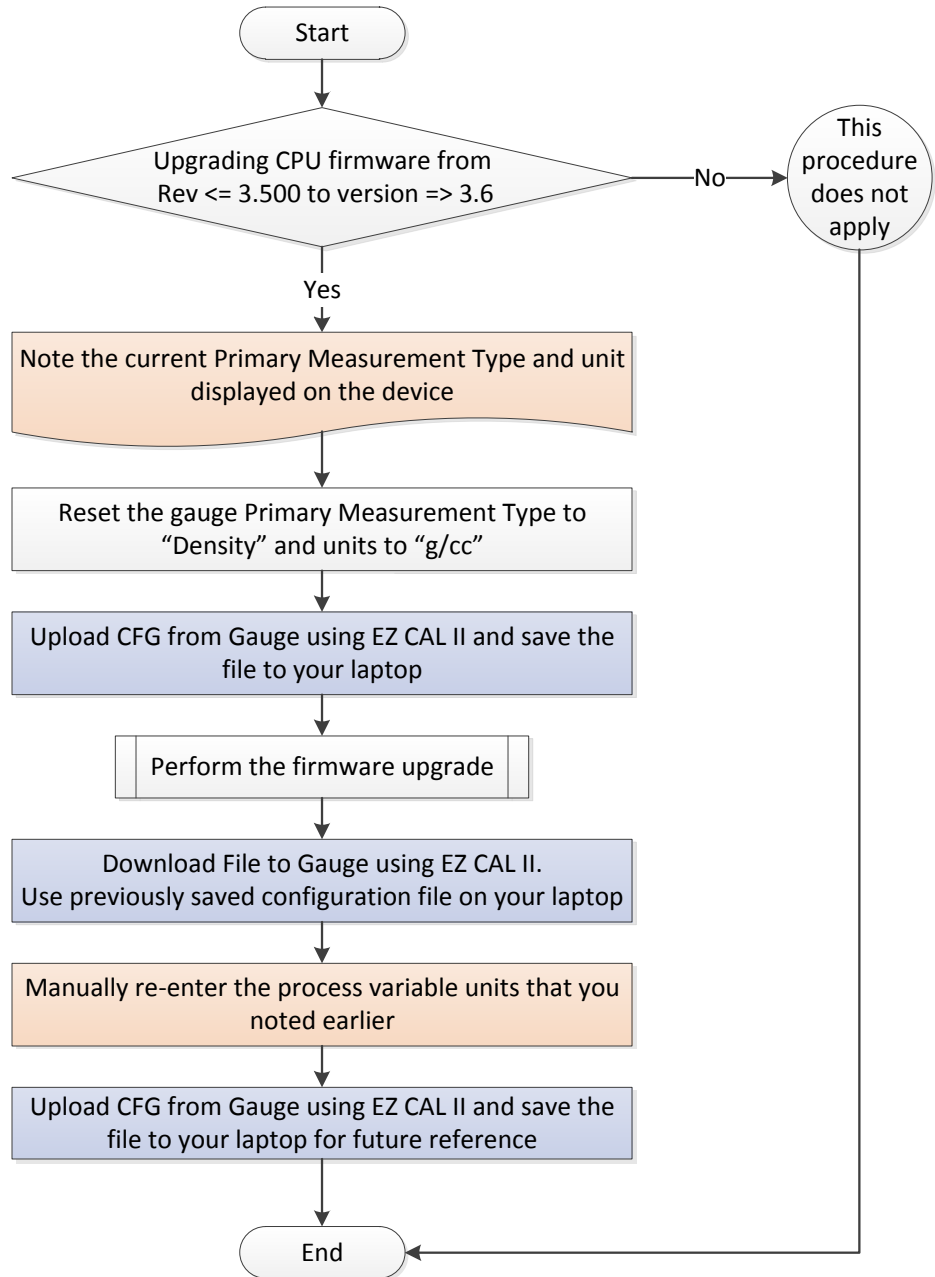 Start
Upgrading CPU firmware from
Rev <= 3.500 to version => 3.6
No
This
procedure
does not
apply
Yes
Note the current Primary Measurement Type and unit
displayed on the device
Reset the gauge Primary Measurement Type to
“Density” and units to “g/cc”
Upload CFG from Gauge using EZ CAL II and save the
file to your laptop
Perform the firmware upgrade
Download File to Gauge using EZ CAL II.
Use previously saved configuration file on your laptop
Manually re-enter the process variable units that you
noted earlier
Upload CFG from Gauge using EZ CAL II and save the
file to your laptop for future reference
End